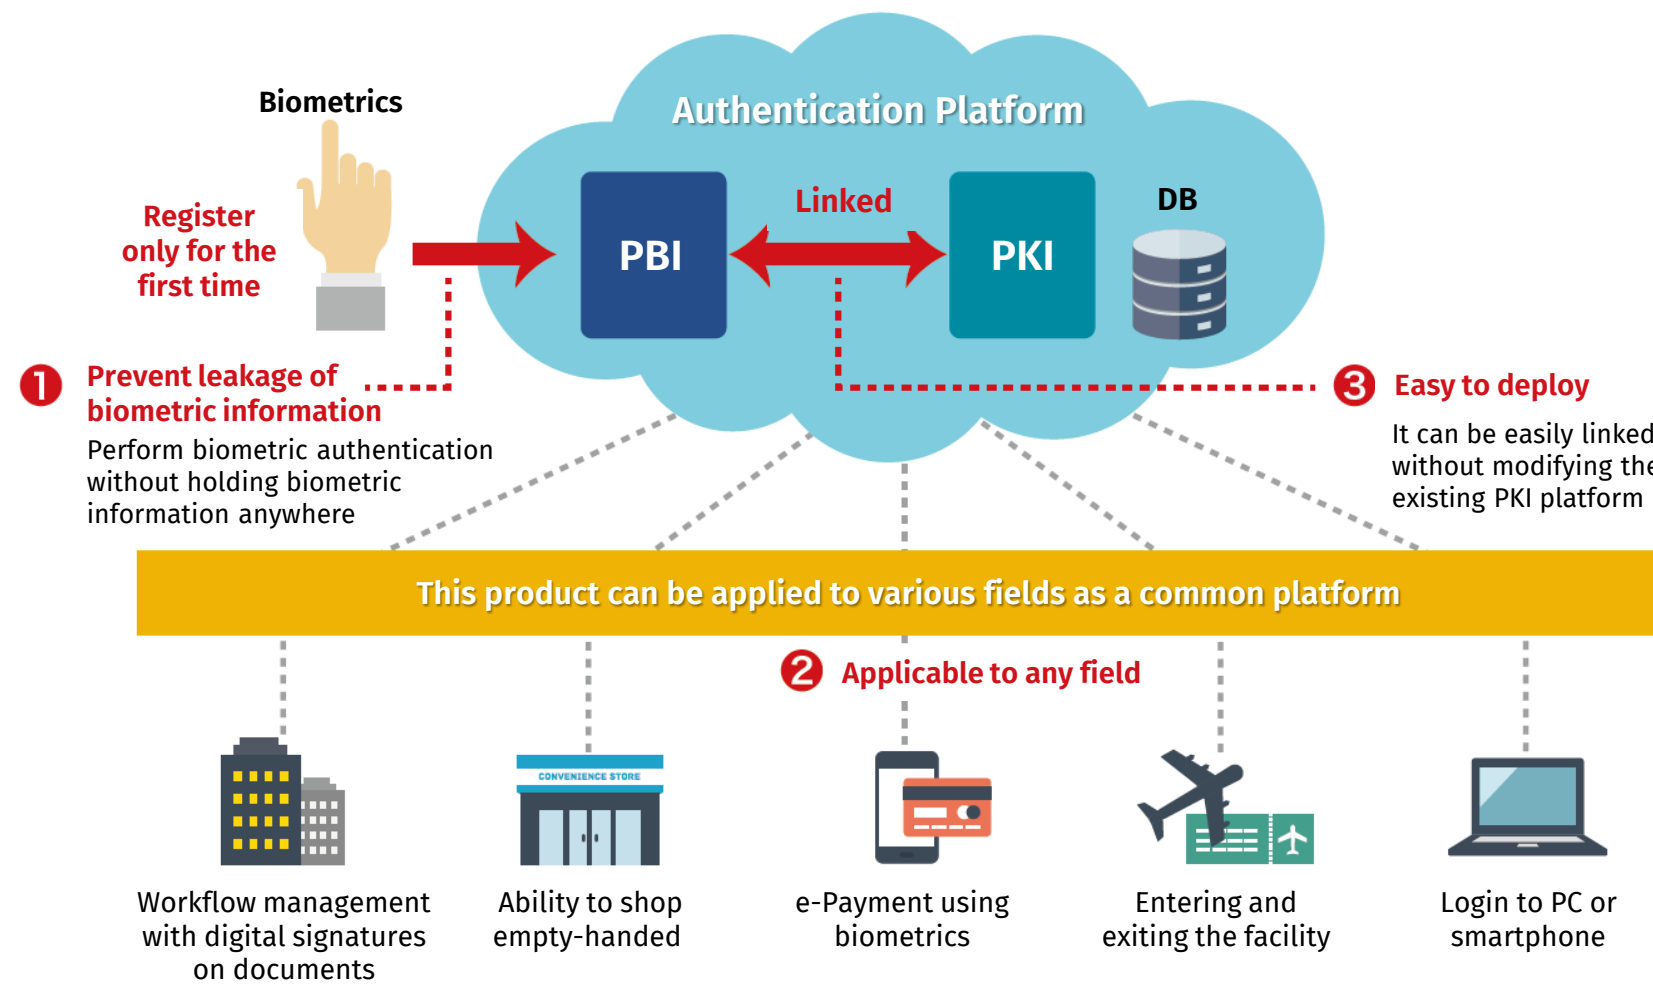 Biometrics
Authentication Platform
Register
only for the
first time
PBI
Linked
PKI
DB
1
Prevent leakage of
biometric information
Perform biometric authentication
without holding biometric
information anywhere
3
Easy to deploy
It can be easily linked
without modifying the
existing PKI platform
This product can be applied to various fields as a common platform
2
Applicable to any field
CONVENIENCE STORE
Workflow management
with digital signatures
on documents
Ability to shop
empty-handed
e-Payment using
biometrics
Entering and
exiting the facility
Login to PC or
smartphone